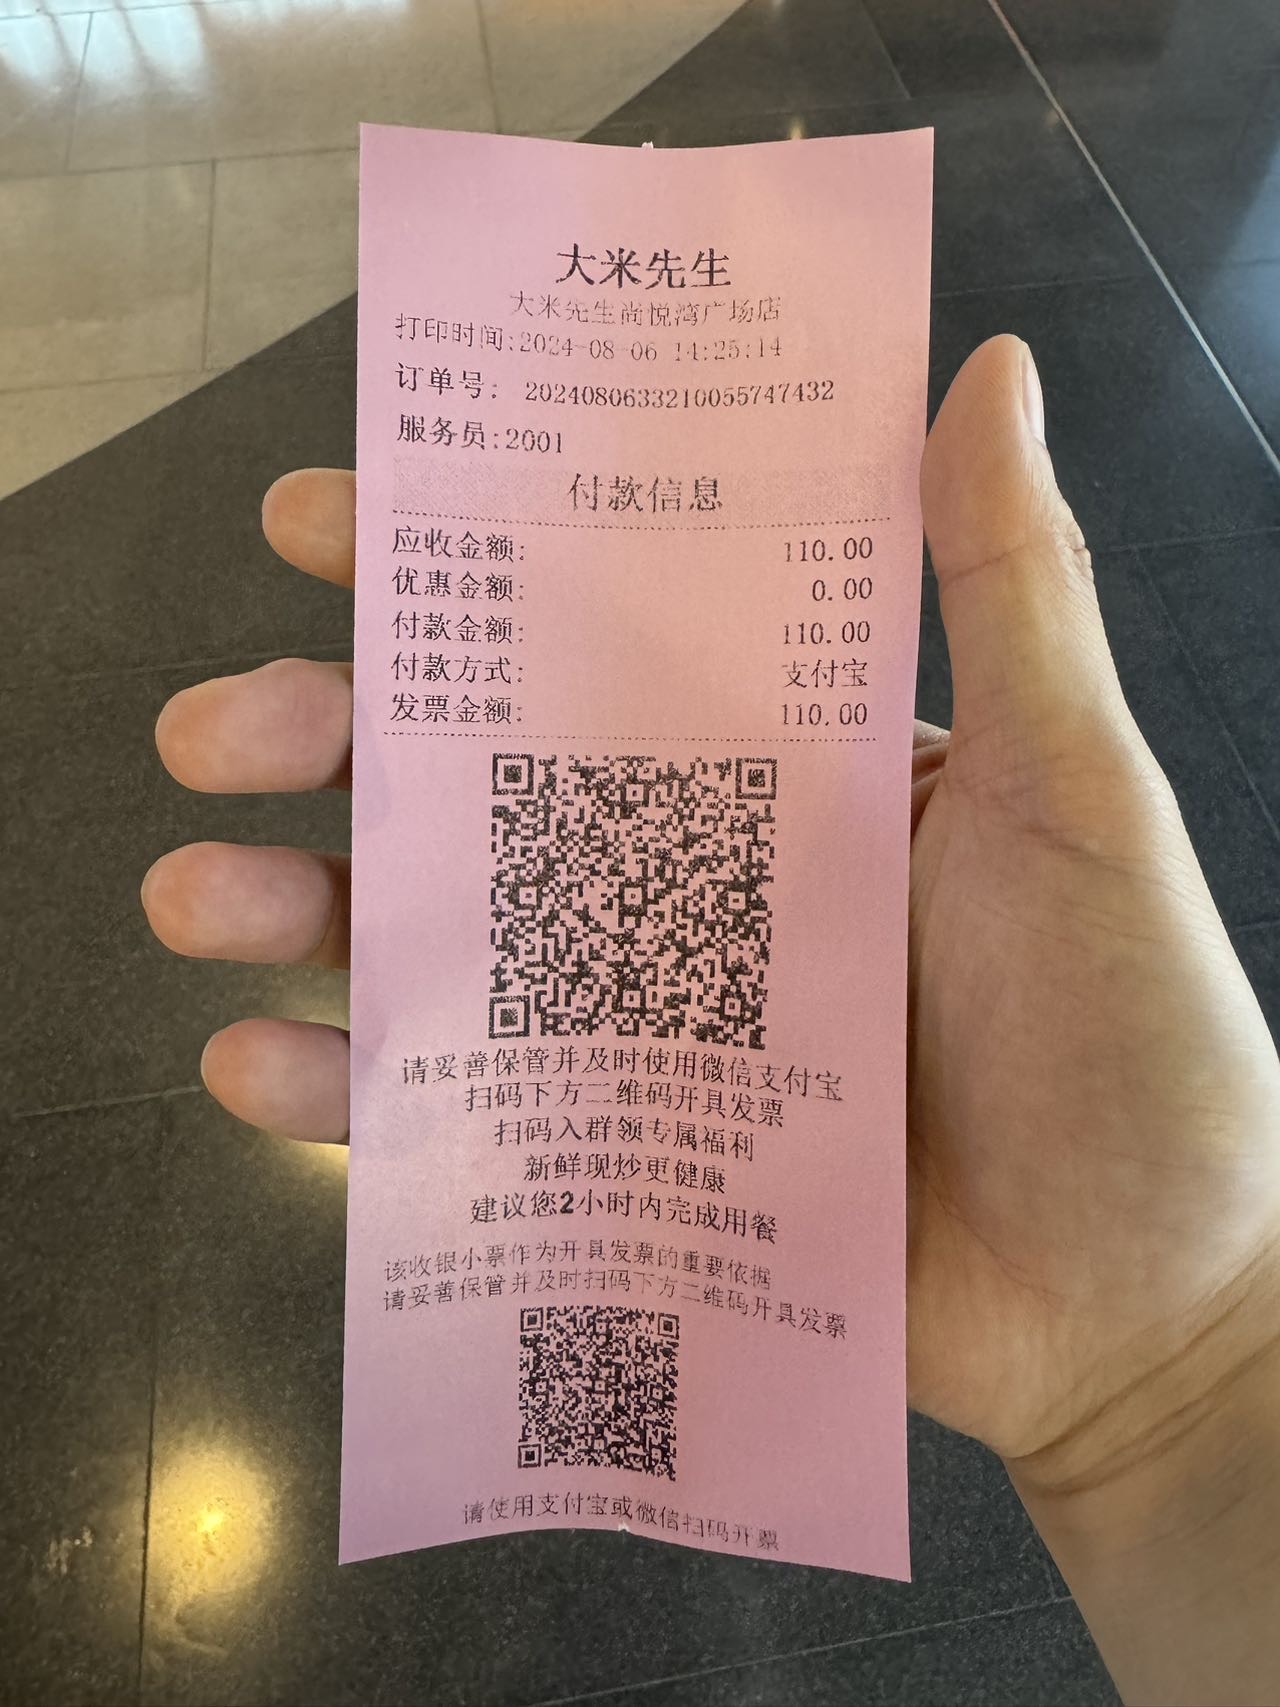 大米先生
大米先生尚悦湾广场店
打印时间:2024-08-06 14:25:14
订单号: 2024080633210055747432
服务员:2001
付款信息
应收金额: 110.00
优惠金额: 0.00
付款金额: 110.00
付款方式: 支付宝
发票金额: 110.00
请妥善保管并及时使用微信支付宝
扫码下方二维码开具发票
扫码入群领专属福利
新鲜现炒更健康
建议您2小时内完成用餐
该收银小票作为开具发票的重要依据
请妥善保管并及时扫码下方二维码开具发票
请使用支付宝或微信扫码开票